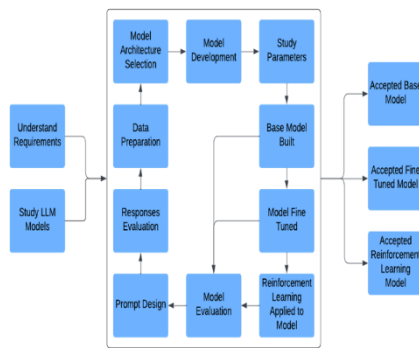 Model
Architecture
Selection
Model
Development
Study
Parameters
Accepted Base
Model
Understand
Requirements
Data
Preparation
Base Model
Built
Accepted Fine
Tuned Model
Study LLM
Models
Responses
Evaluation
Model Fine
Tuned
Accepted
Reinforcement
Learning
Model
Prompt Design
Model
Evaluation
Reinforcement
Learning Applied
to Model